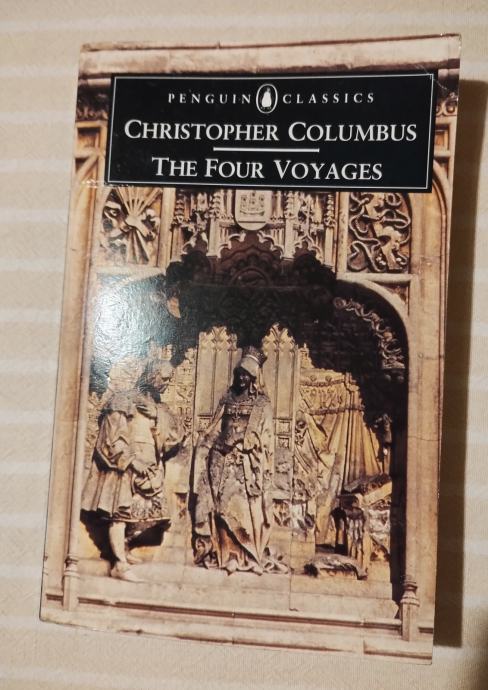 PENGUIN CLASSICS
CHRISTOPHER COLUMBUS
THE FOUR VOYAGES